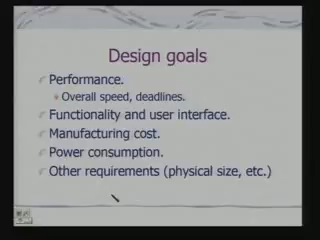 Design goals
Performance.
Overall speed, deadlines.
Functionality and user interface.
Manufacturing cost.
Power consumption.
Other requirements (physical size, etc.)